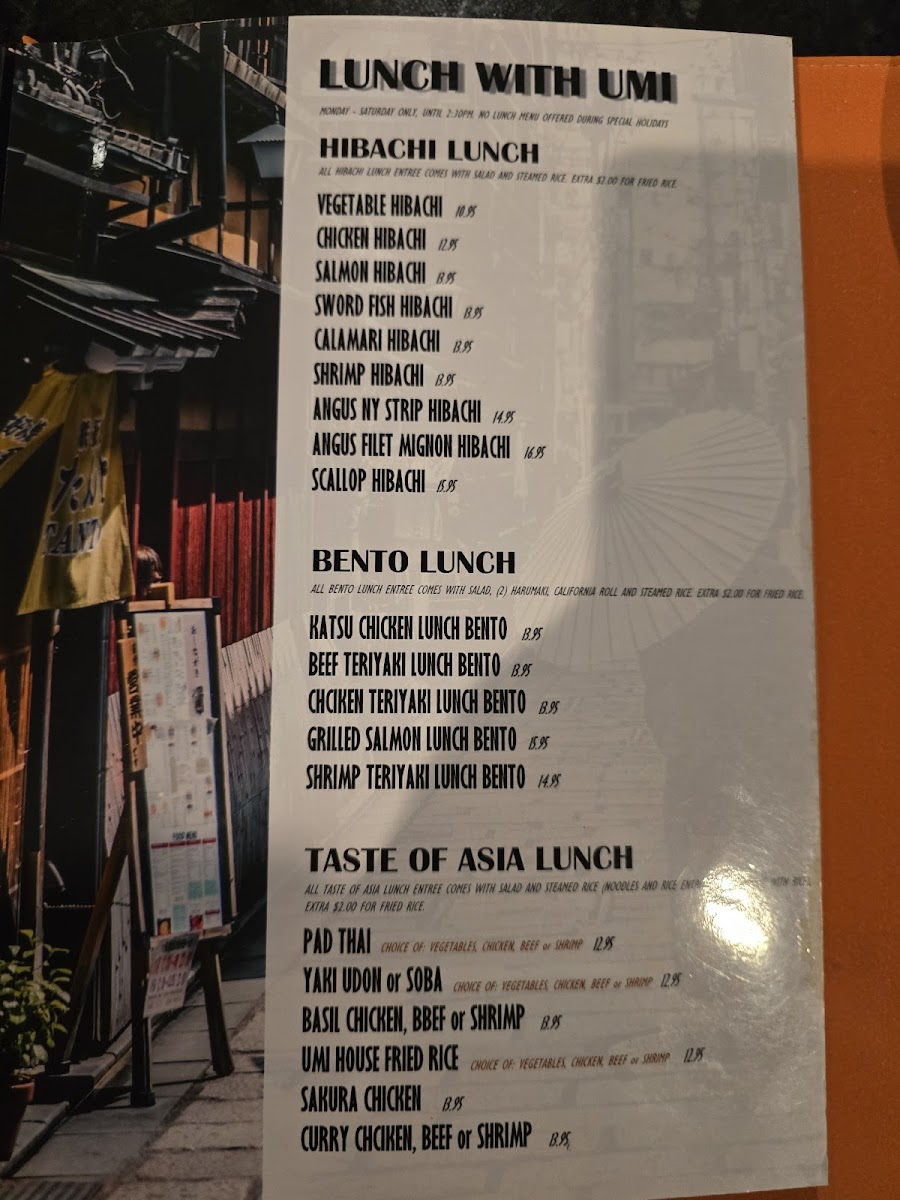 LUNCH WITH UMI
MONDAY - SATURDAY ONLY, UNTIL 2:30PM. NO LUNCH MENU OFFERED DURING SPECIAL HOLIDAYS
HIBACHI LUNCH
ALL HIBACHI LUNCH ENTREE COMES WITH SALAD AND STEAMED RICE. EXTRA $2.00 FOR FRIED RICE.
VEGETABLE HIBACHI 10.95
CHICKEN HIBACHI 12.95
SALMON HIBACHI 13.95
SWORD FISH HIBACHI 13.95
CALAMARI HIBACHI 13.95
SHRIMP HIBACHI 13.95
ANGUS NY STRIP HIBACHI 14.95
ANGUS FILET MIGNON HIBACHI 16.95
SCALLOP HIBACHI 15.95
BENTO LUNCH
ALL BENTO LUNCH ENTREE COMES WITH SALAD, (2) HARUMAKI, CALIFORNIA ROLL AND STEAMED RICE. EXTRA $2.00 FOR FRIED RICE.
KATSU CHICKEN LUNCH BENTO 13.95
BEEF TERIYAKI LUNCH BENTO 13.95
CHCIKEN TERIYAKI LUNCH BENTO 13.95
GRILLED SALMON LUNCH BENTO 15.95
SHRIMP TERIYAKI LUNCH BENTO 14.95
TASTE OF ASIA LUNCH
ALL TASTE OF ASIA LUNCH ENTREE COMES WITH SALAD AND STEAMED RICE (NOODLES AND RICE WITH
EXTRA $2.00 FOR FRIED RICE.
PAD THAI CHOICE OF: VEGETABLES, CHICKEN, BEEF or SHRIMP 12.95
YAKI UDON or SOBA CHOICE OF: VEGETABLES, CHICKEN, BEEF or SHRIMP 12.95
BASIL CHICKEN, BBEF or SHRIMP 13.95
UMI HOUSE FRIED RICE CHOICE OF: VEGETABLES, CHICKEN, BEEF or SHRIMP 12.95
SAKURA CHICKEN 13.95
CURRY CHCIKEN, BEEF or SHRIMP 13.95
FOOD MENU